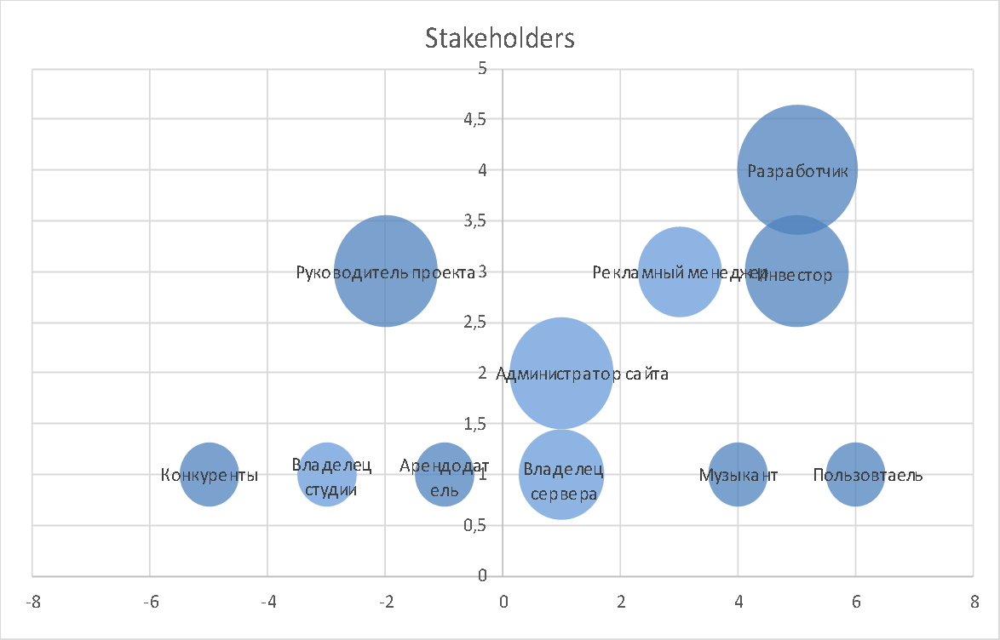 Stakeholders
5
4,5
4
3,5
3
2,5
2
1,5
1
0,5
0
Разработчик
Руководитель проекта
Рекламный менеджер
Инвестор
Администратор сайта
Конкуренты
Владелец
студии
Арендодат
ель
Владелец
сервера
Музыкант
Пользовтаель
-8
-6
-4
-2
0
2
4
6
8